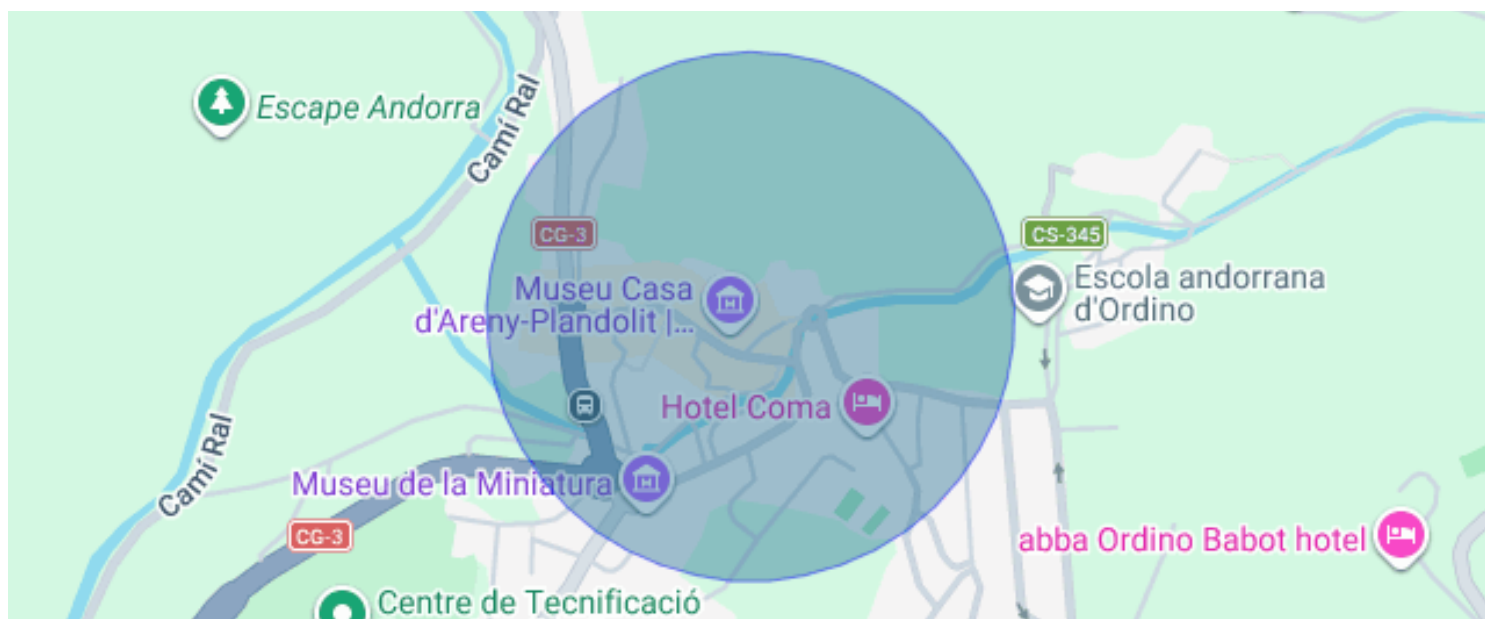 Escape Andorra
Camí Ral
CG-3
CS-345
Museu Casa
d'Areny-Plandolit |...
Escola andorrana
d'Ordino
Hotel Coma
Camí Ral
Museu de la Miniatura
CG-3
abba Ordino Babot hotel
Centre de Tecnificació